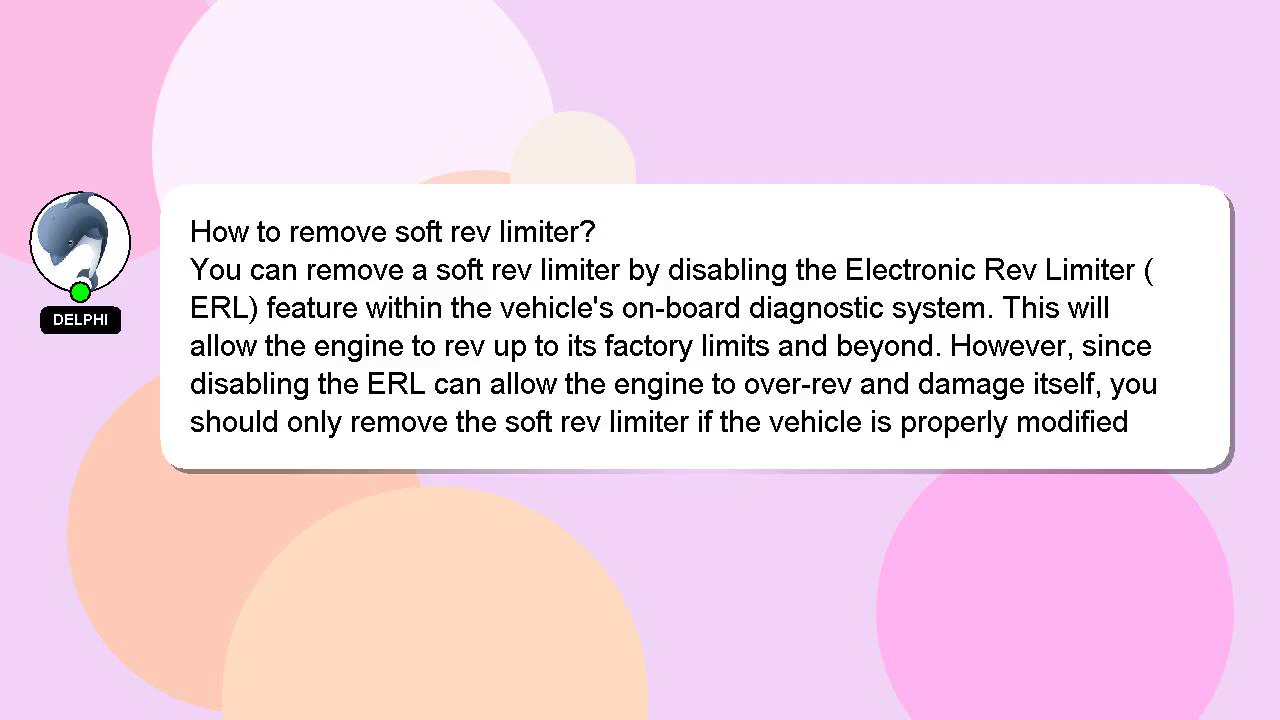 How to remove soft rev limiter?
You can remove a soft rev limiter by disabling the Electronic Rev Limiter (
ERL) feature within the vehicle's on-board diagnostic system. This will
allow the engine to rev up to its factory limits and beyond. However, since
disabling the ERL can allow the engine to over-rev and damage itself, you
should only remove the soft rev limiter if the vehicle is properly modified
DELPHI